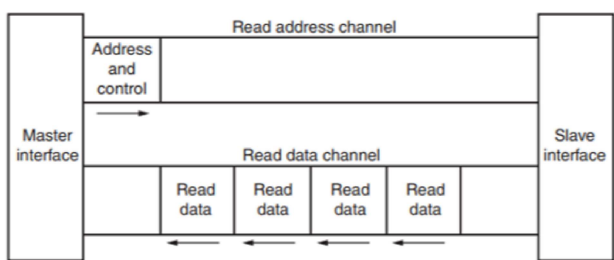 Read address channel
Address
and
control
Master
interface
Slave
interface
Read data channel
Read
data
Read
data
Read
data
Read
data